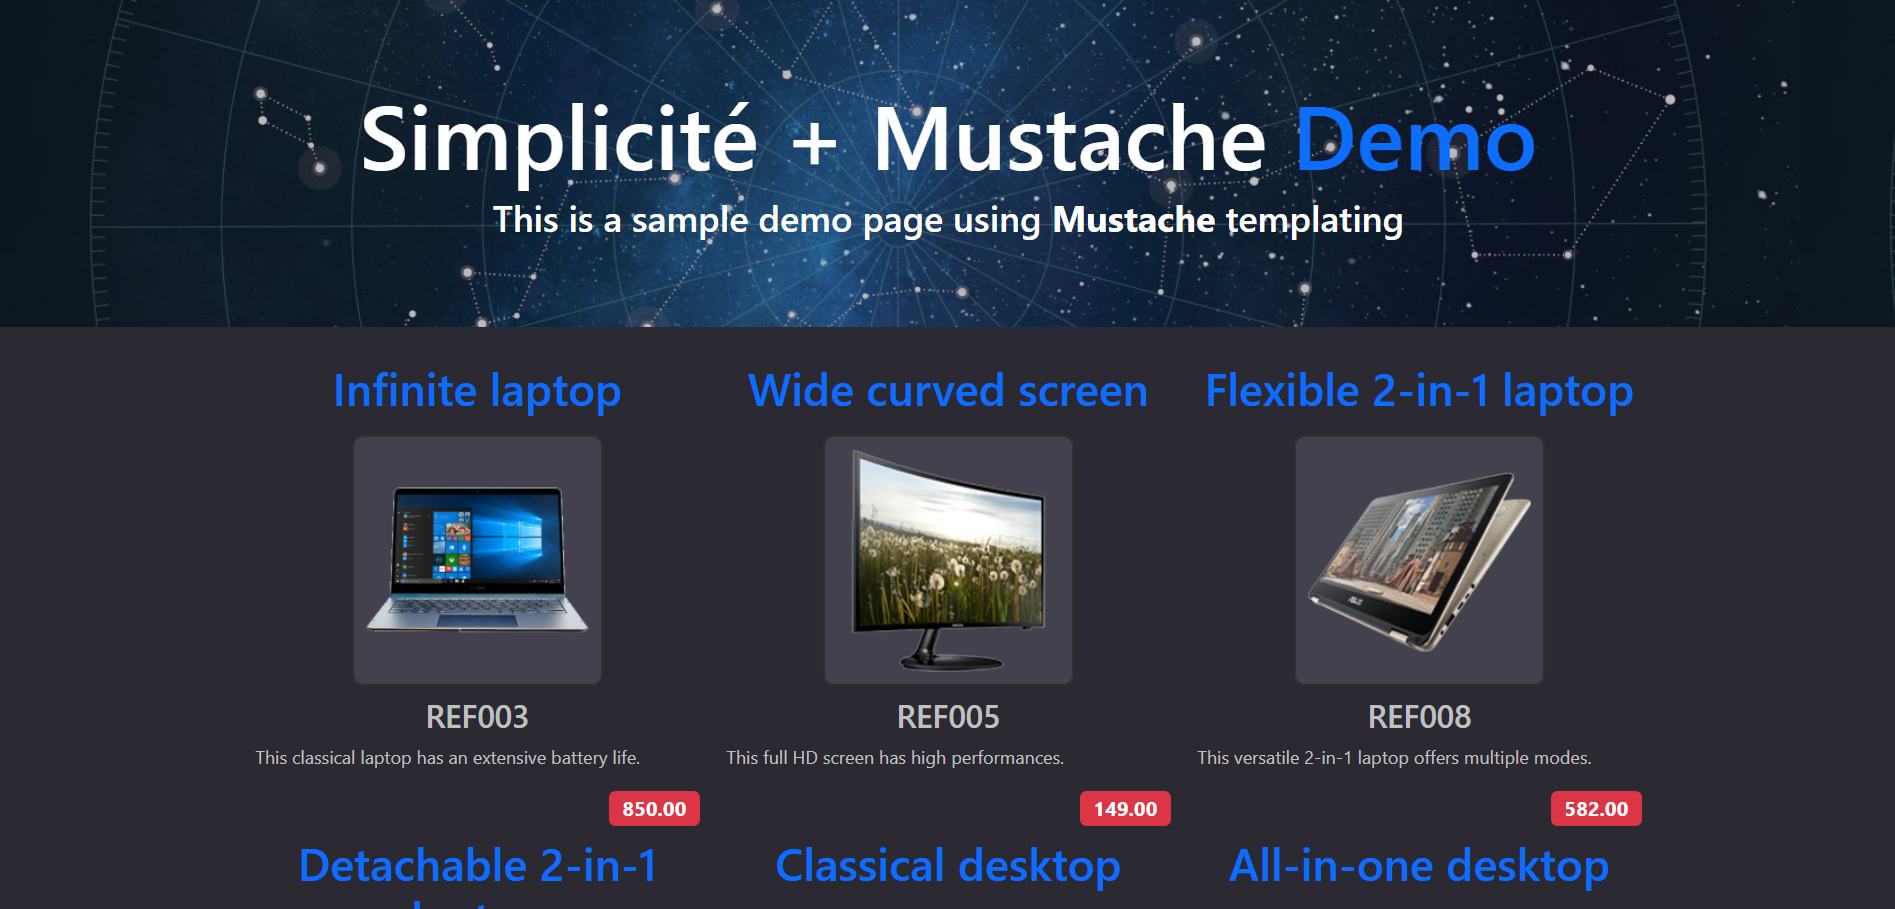 Simplicité + Mustache Demo
This is a sample demo page using Mustache templating
Infinite laptop
Wide curved screen
Flexible 2-in-1 laptop
REF003
REF005
REF008
This classical laptop has an extensive battery life.
This full HD screen has high performances.
This versatile 2-in-1 laptop offers multiple modes.
850.00
149.00
582.00
Detachable 2-in-1
Classical desktop
All-in-one desktop